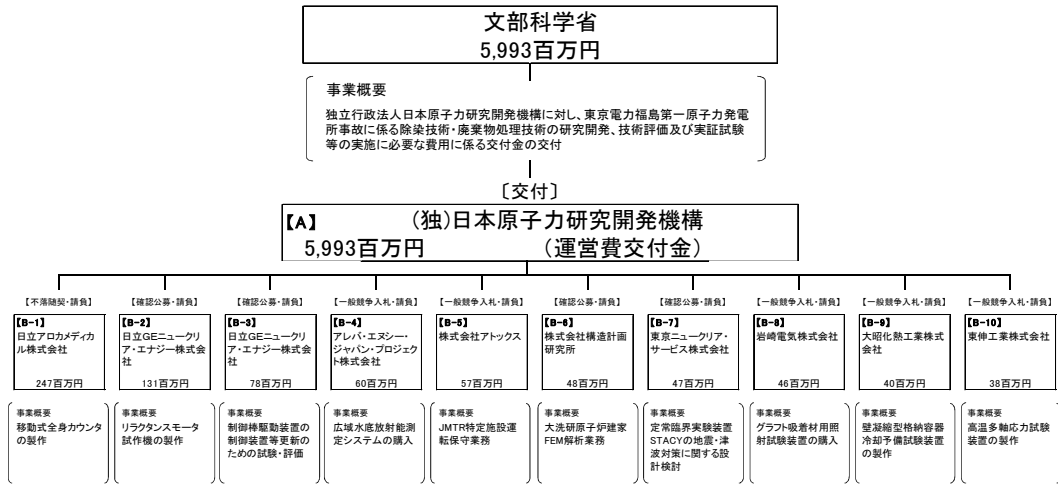 文部科学省
5,993百万円
事業概要
独立行政法人日本原子力研究開発機構に対し、東京電力福島第一原子力発電
所事故に係る除染技術・廃棄物処理技術の研究開発、技術評価及び実証試験
等の実施に必要な費用に係る交付金の交付
〔交付〕
【A】 (独)日本原子力研究開発機構
5,993百万円 (運営費交付金)
【不落随契・請負】
【B-1】
日立アロカメディカ
ル株式会社
247百万円
事業概要
移動式全身カウンタ
の製作
【確認公募・請負】
【B-2】
日立GEニュークリ
ア・エナジー株式会
社
131百万円
事業概要
リラクタンスモータ
試作機の製作
【確認公募・請負】
【B-3】
日立GEニュークリ
ア・エナジー株式会
社
78百万円
事業概要
制御棒駆動装置の
制御装置等更新の
ための試験・評価
【一般競争入札・請負】
【B-4】
アレバ・エヌシー・
ジャパン・プロジェク
ト株式会社
60百万円
事業概要
広域水底放射能測
定システムの購入
【一般競争入札・請負】
【B-5】
株式会社アトックス
57百万円
事業概要
JMTR特定施設運
転保守業務
【確認公募・請負】
【B-6】
株式会社構造計画
研究所
48百万円
事業概要
大洗研原子炉建家
FEM解析業務
【確認公募・請負】
【B-7】
東京ニュークリア・
サービス株式会社
47百万円
事業概要
定常臨界実験装置
STACYの地震・津
波対策に関する設
計検討
【一般競争入札・請負】
【B-8】
岩崎電気株式会社
46百万円
事業概要
グラフト吸着材用照
射試験装置の購入
【一般競争入札・請負】
【B-9】
大昭化熱工業株式
会社
40百万円
事業概要
壁凝縮型格納容器
冷却予備試験装置
の製作
【一般競争入札・請負】
【B-10】
東伸工業株式会社
38百万円
事業概要
高温多軸応力試験
装置の製作